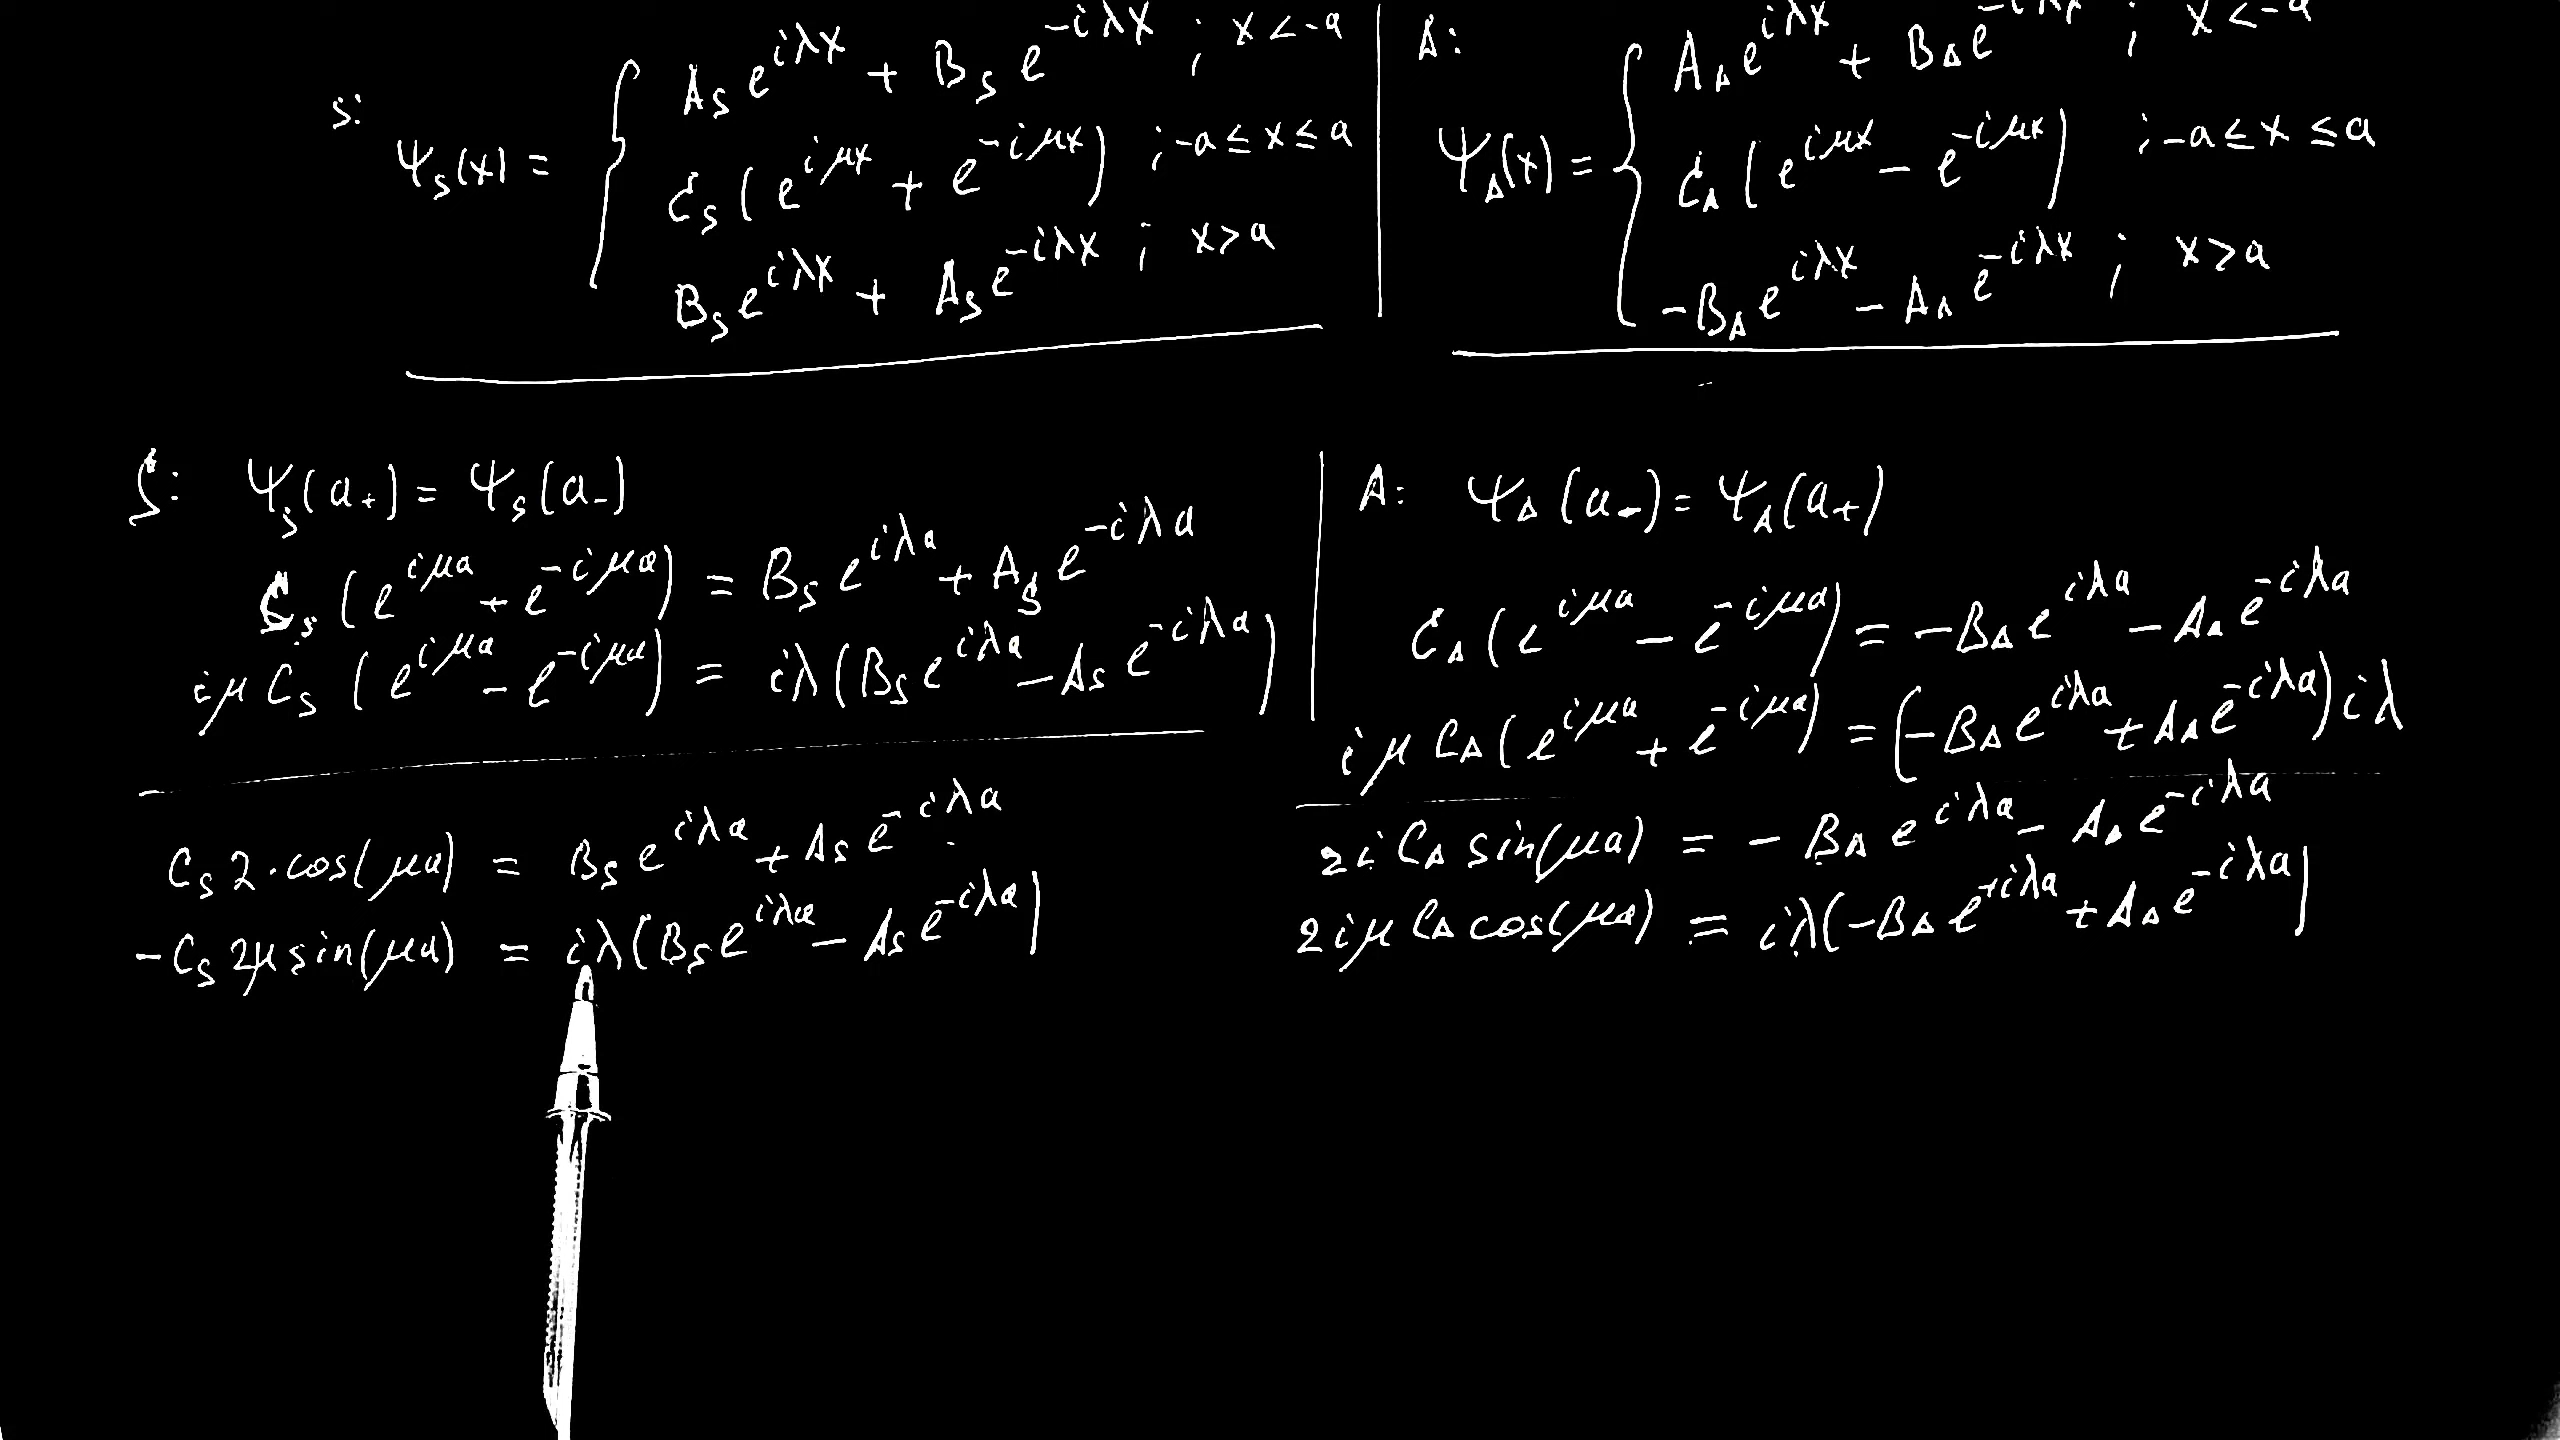 S: Ψ_S(x) = { A_S e^{iλx} + B_S e^{-iλx} ; x < -a
C_S (e^{iμx} + e^{-iμx}) ; -a ≤ x ≤ a
B_S e^{iλx} + A_S e^{-iλx} ; x > a
A: Ψ_A(x) = { A_A e^{iλx} + B_A e^{-iλx} ; x < -a
C_A (e^{iμx} - e^{-iμx}) ; -a ≤ x ≤ a
-B_A e^{iλx} - A_A e^{-iλx} ; x > a
S: Ψ_S(a_+) = Ψ_S(a_-)
C_S (e^{iμa} + e^{-iμa}) = B_S e^{iλa} + A_S e^{-iλa}
iμ C_S (e^{iμa} - e^{-iμa}) = iλ(B_S e^{iλa} - A_S e^{-iλa})
A: Ψ_A(a_-) = Ψ_A(a_+)
C_A (e^{iμa} - e^{-iμa}) = -B_A e^{iλa} - A_A e^{-iλa}
iμ C_A (e^{iμa} + e^{-iμa}) = (-B_A e^{iλa} + A_A e^{-iλa}) iλ
C_S 2·cos(μa) = B_S e^{iλa} + A_S e^{-iλa}
-C_S 2μ sin(μa) = iλ(B_S e^{iλa} - A_S e^{-iλa})
2i C_A sin(μa) = -B_A e^{iλa} - A_A e^{-iλa}
2iμ C_A cos(μa) = iλ(-B_A e^{+iλa} + A_A e^{-iλa})